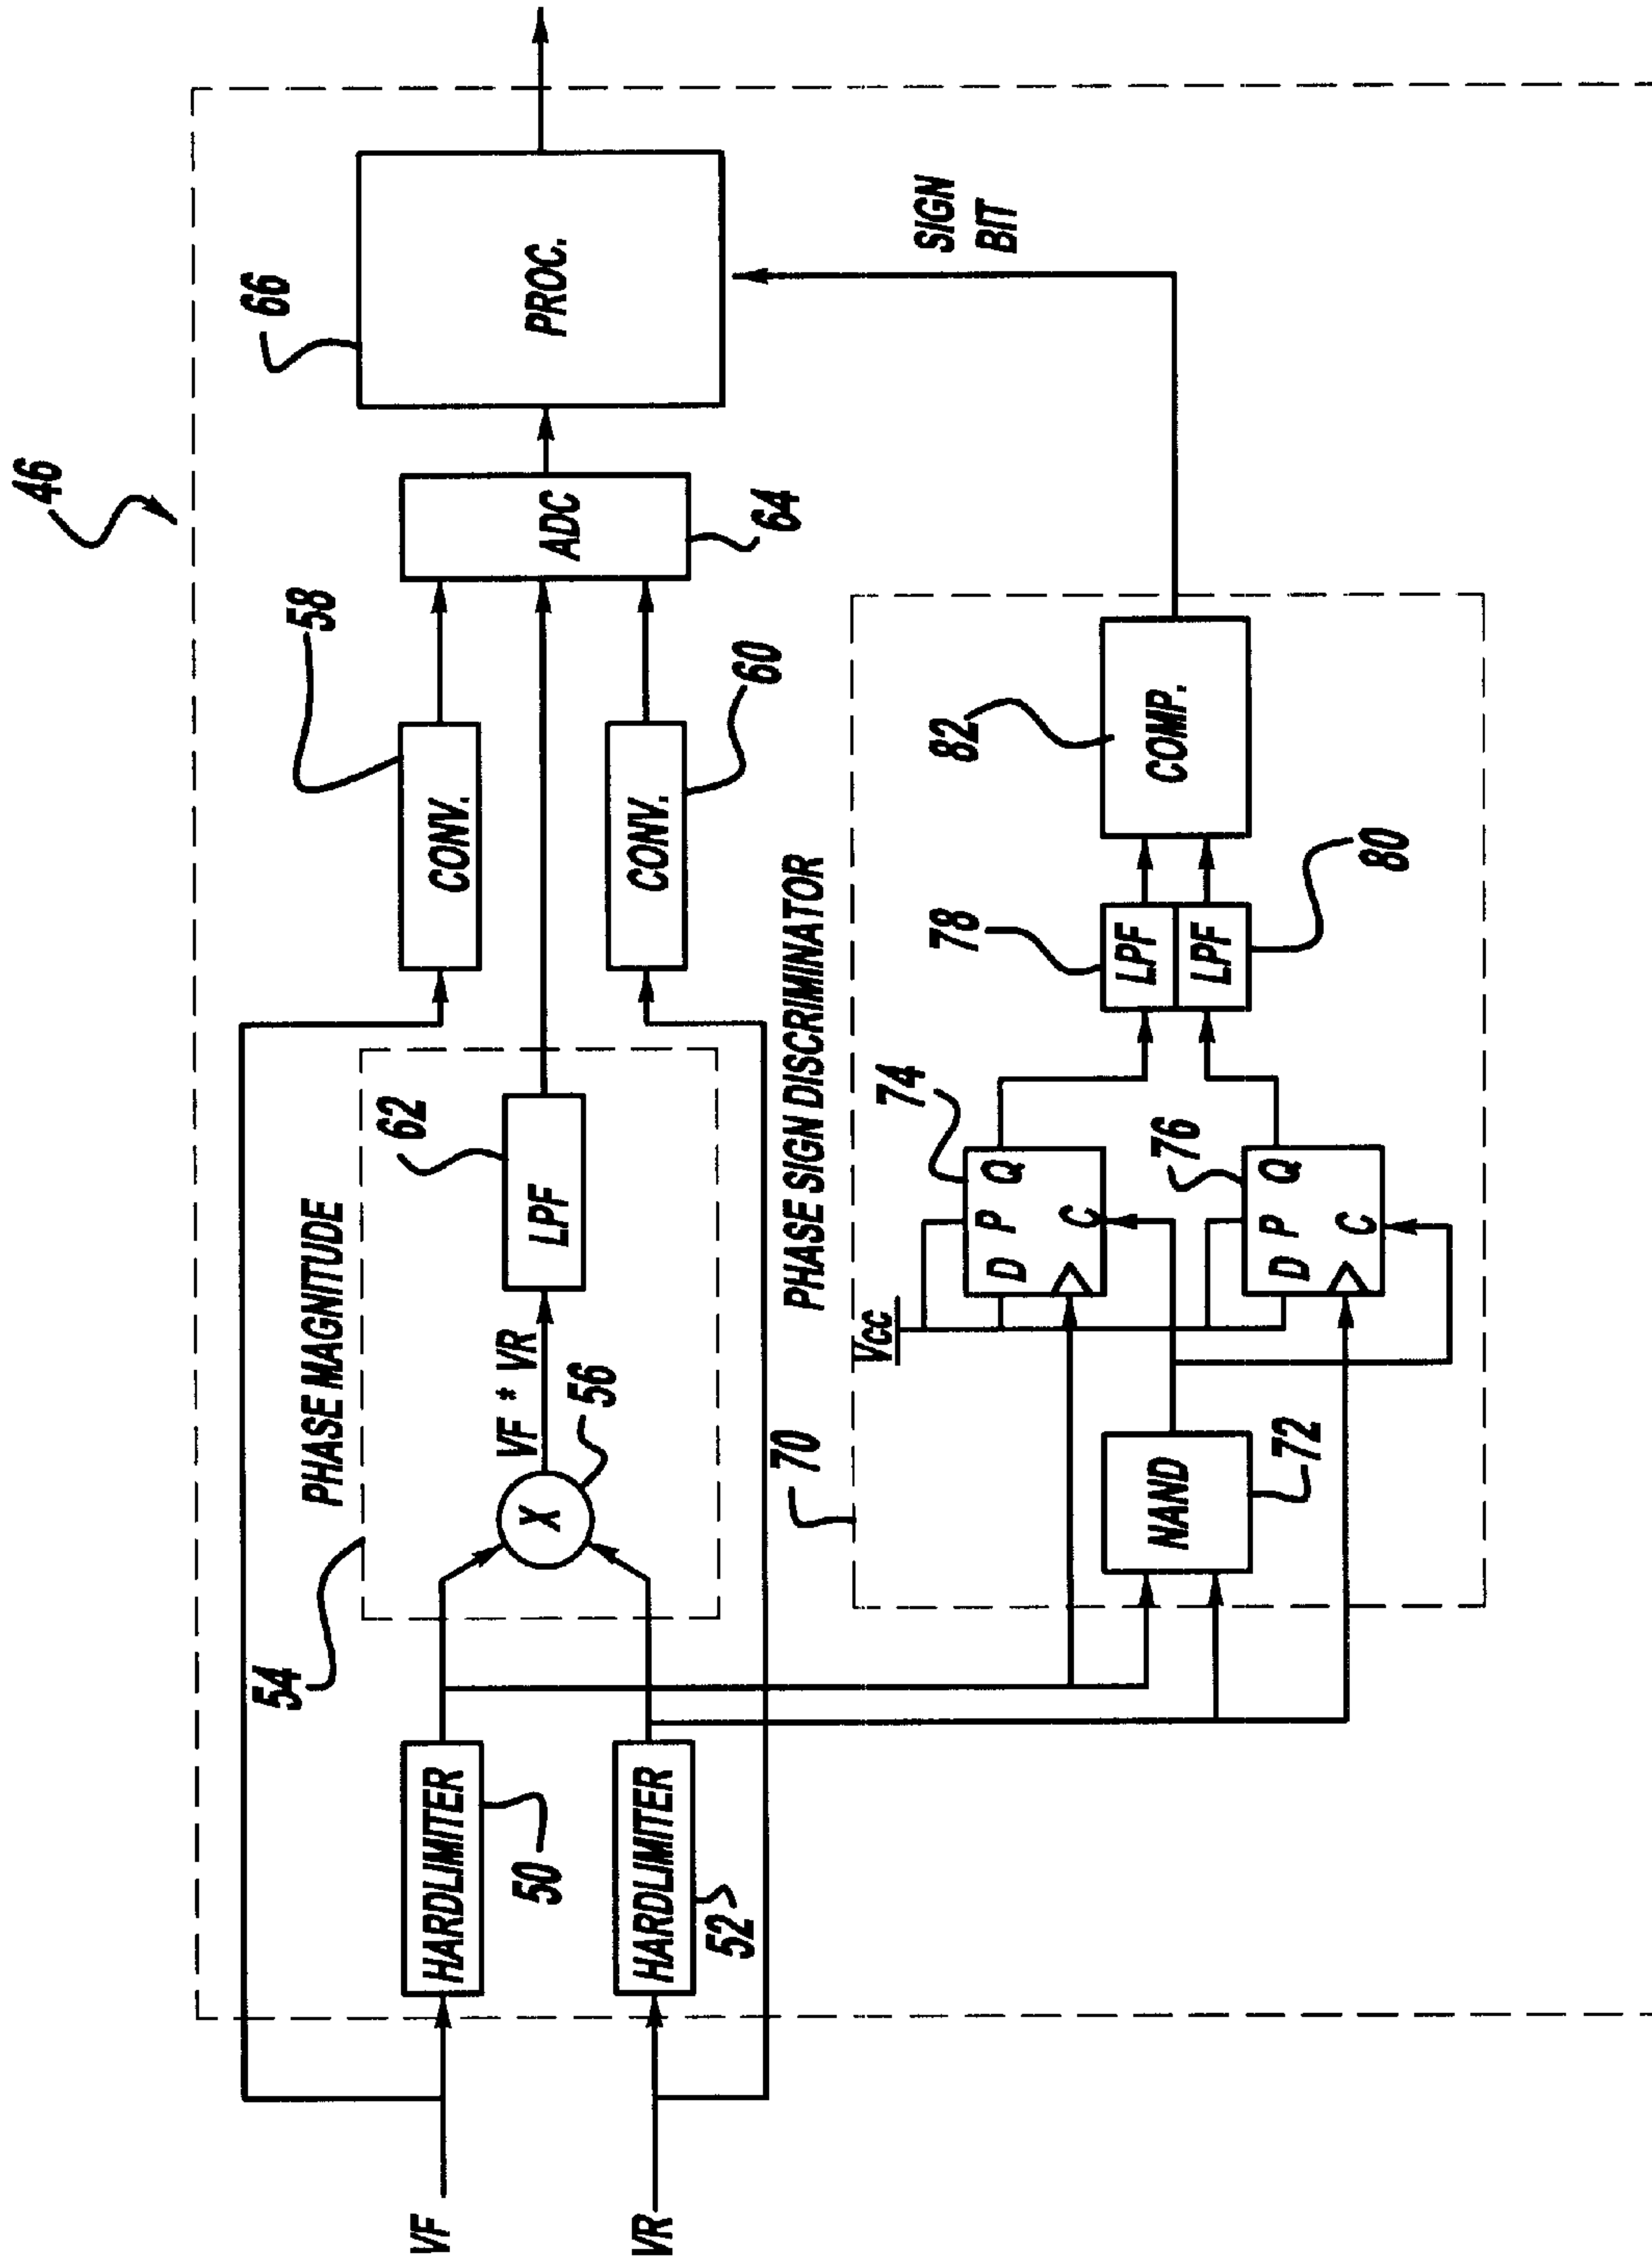 46
66
PROC.
58
ADC
64
CONV.
60
CONV.
SIGN
BIT
PHASE MAGNITUDE
54
62
LPF
VF * VR
56
X
50
HARDLIMITER
52
HARDLIMITER
VF
VR
PHASE SIGN DISCRIMINATOR
70
Vcc
74
D P Q
C
76
D P Q
C
NAND
72
78
LPF
LPF
80
82
COMP.